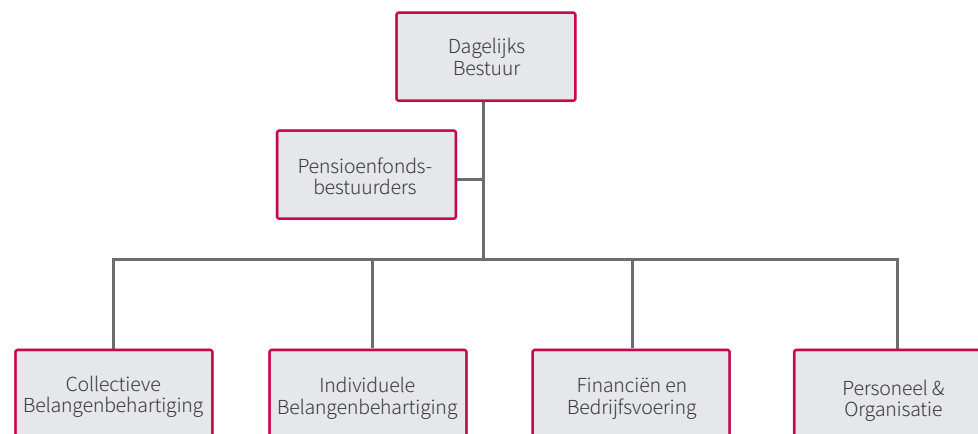 Dagelijks
Bestuur
Pensioenfonds-
bestuurders
Collectieve
Belangenbehartiging
Individuele
Belangenbehartiging
Financiën en
Bedrijfsvoering
Personeel &
Organisatie